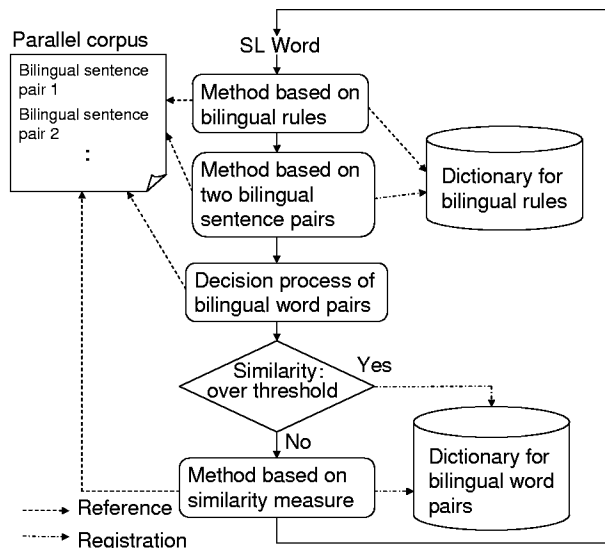 Parallel corpus
Bilingual sentence
pair 1
Bilingual sentence
pair 2
:
SL Word
Method based on
bilingual rules
Method based on
two bilingual
sentence pairs
Dictionary for
bilingual rules
Decision process of
bilingual word pairs
Similarity:
over threshold
Yes
No
Method based on
similarity measure
Dictionary for
bilingual word
pairs
Reference
Registration